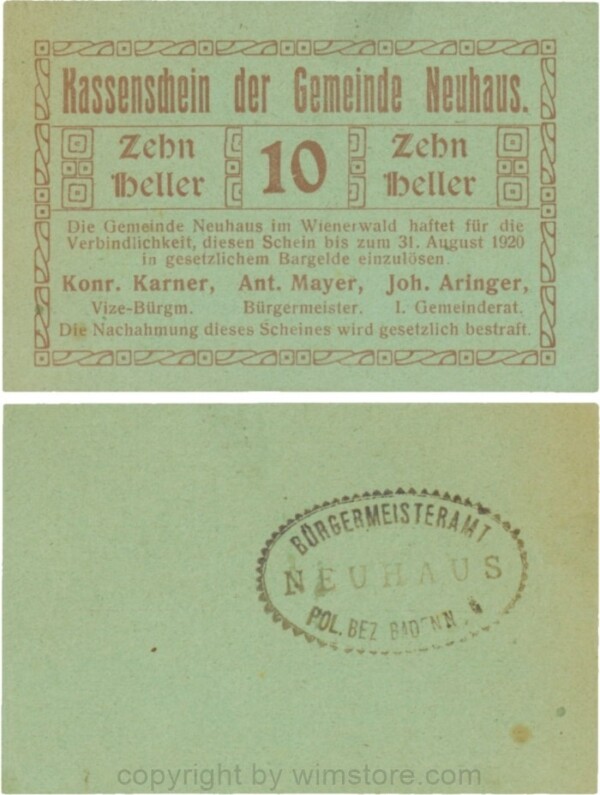 Kassenschein der Gemeinde Neuhaus.
Zehn Heller 10 Zehn Heller
Die Gemeinde Neuhaus im Wienerwald haftet für die
Verbindlichkeit, diesen Schein bis zum 31. August 1920
in gesetzlichem Bargelde einzulösen.
Konr. Karner, Ant. Mayer, Joh. Aringer,
Vize-Bürgm. Bürgermeister. I. Gemeinderat.
Die Nachahmung dieses Scheines wird gesetzlich bestraft.
BÜRGERMEISTERAMT
NEUHAUS
POL. BEZ BADEN N.
copyright by wimstore.com